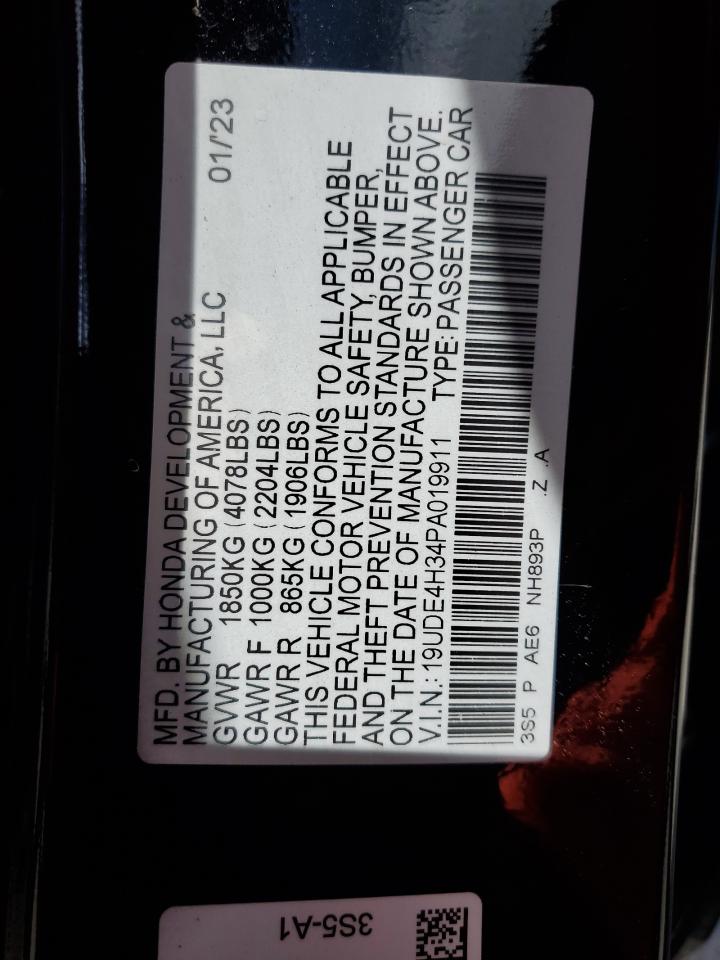 MFD. BY HONDA DEVELOPMENT &
MANUFACTURING OF AMERICA, LLC 01/'23
GVWR 1850KG (4078LBS)
GAWR F 1000KG (2204LBS)
GAWR R 865KG (1906LBS)
THIS VEHICLE CONFORMS TO ALL APPLICABLE
FEDERAL MOTOR VEHICLE SAFETY, BUMPER,
AND THEFT PREVENTION STANDARDS IN EFFECT
ON THE DATE OF MANUFACTURE SHOWN ABOVE.
V.I.N.: 19UDE4H34PA019911 TYPE: PASSENGER CAR
3S5 P AE6 NH893P .Z .A
3S5-A1